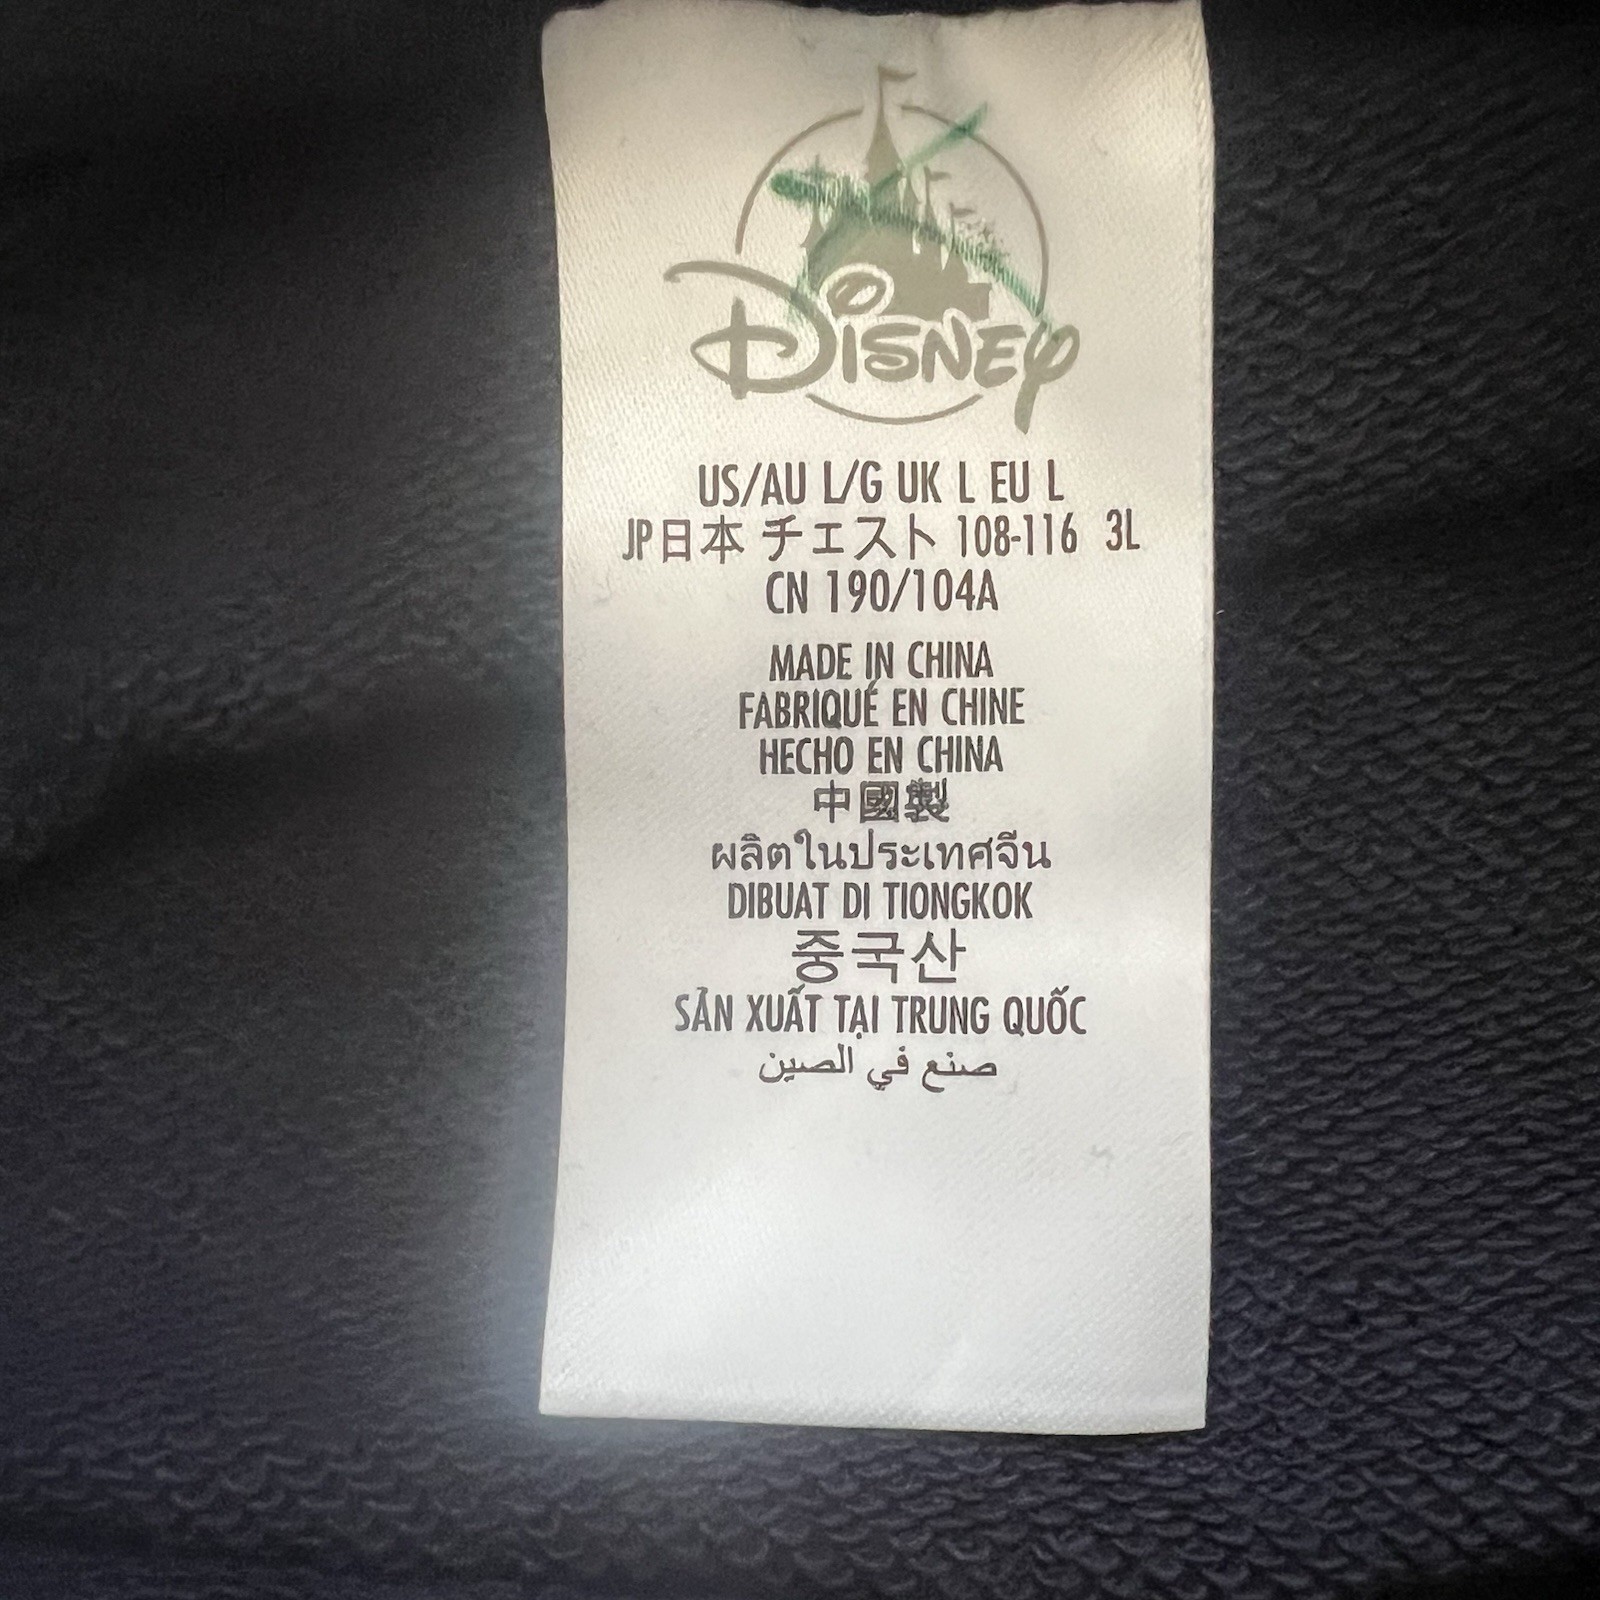 Disney
US/AU L/G UK L EU L
JP日本 チェスト 108-116 3L
CN 190/104A
MADE IN CHINA
FABRIQUÉ EN CHINE
HECHO EN CHINA
中國製
ผลิตในประเทศจีน
DIBUAT DI TIONGKOK
중국산
SẢN XUẤT TẠI TRUNG QUỐC
صنع في الصين